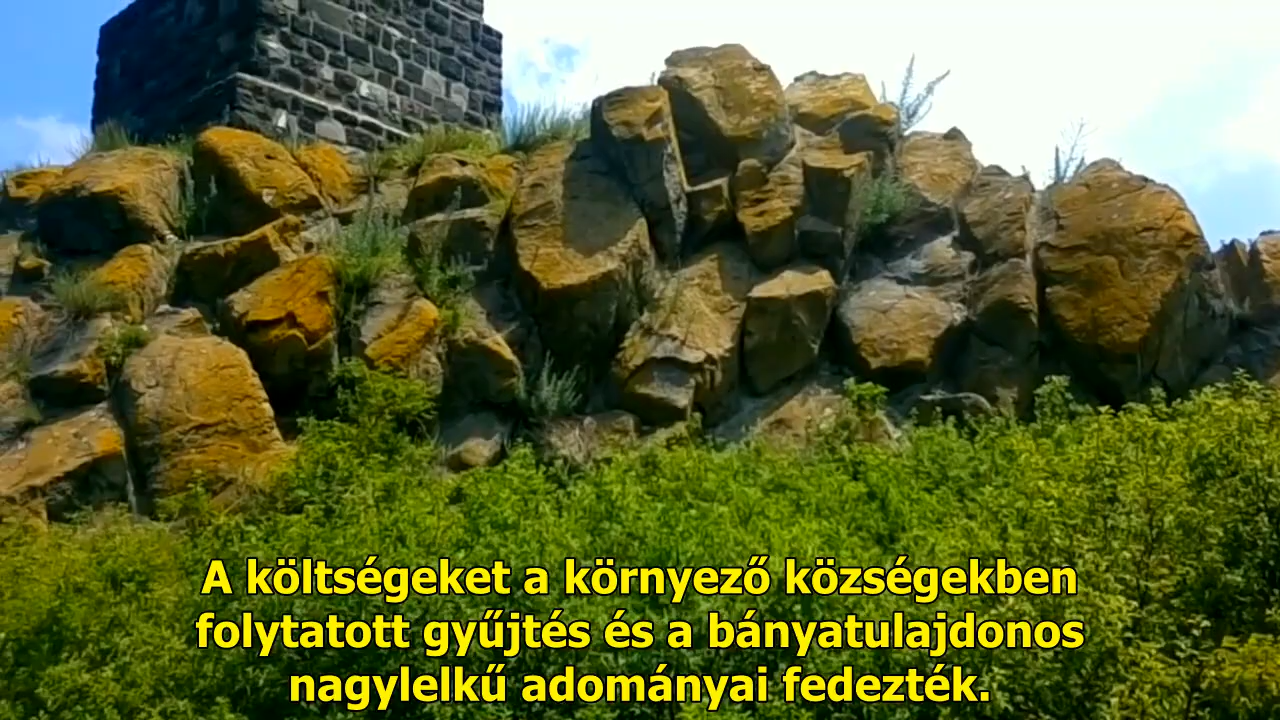 A költségeket a környező községekben
folytatott gyűjtés és a bányatulajdonos
nagylelkű adományai fedezték.